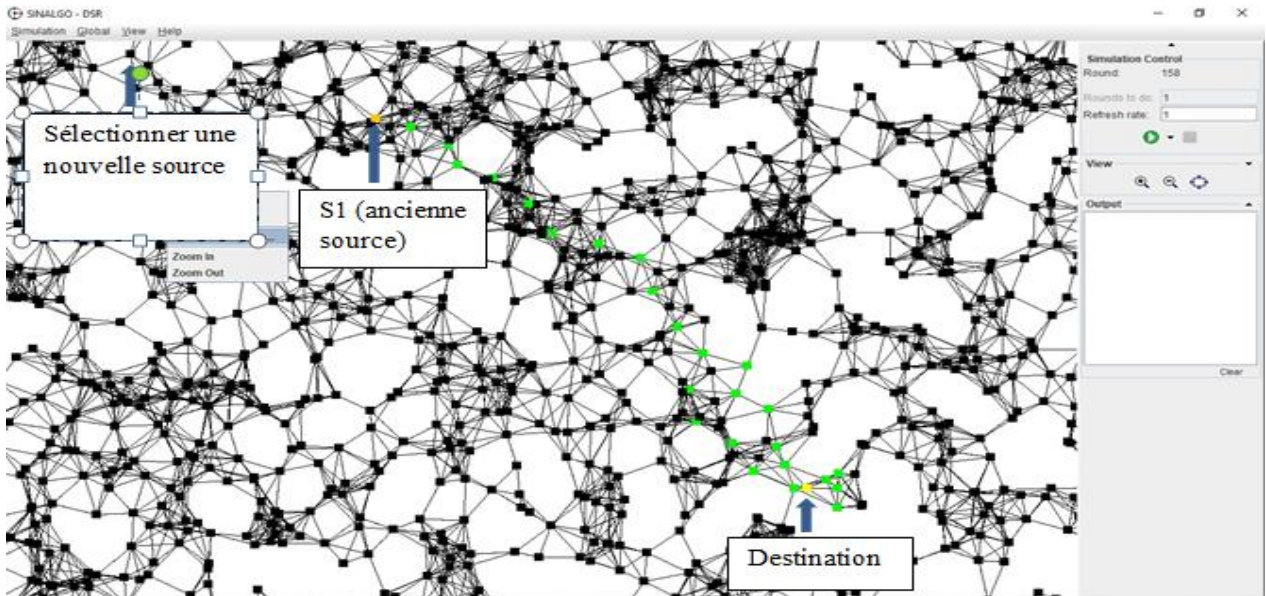 SINALGO - DSR
Simulation Global View Help
Sélectionner une
nouvelle source
S1 (ancienne
source)
Zoom In
Zoom Out
Destination
Simulation Control
Round: 158
Rounds to do: 1
Refresh rate: 1
View
Output
Clear